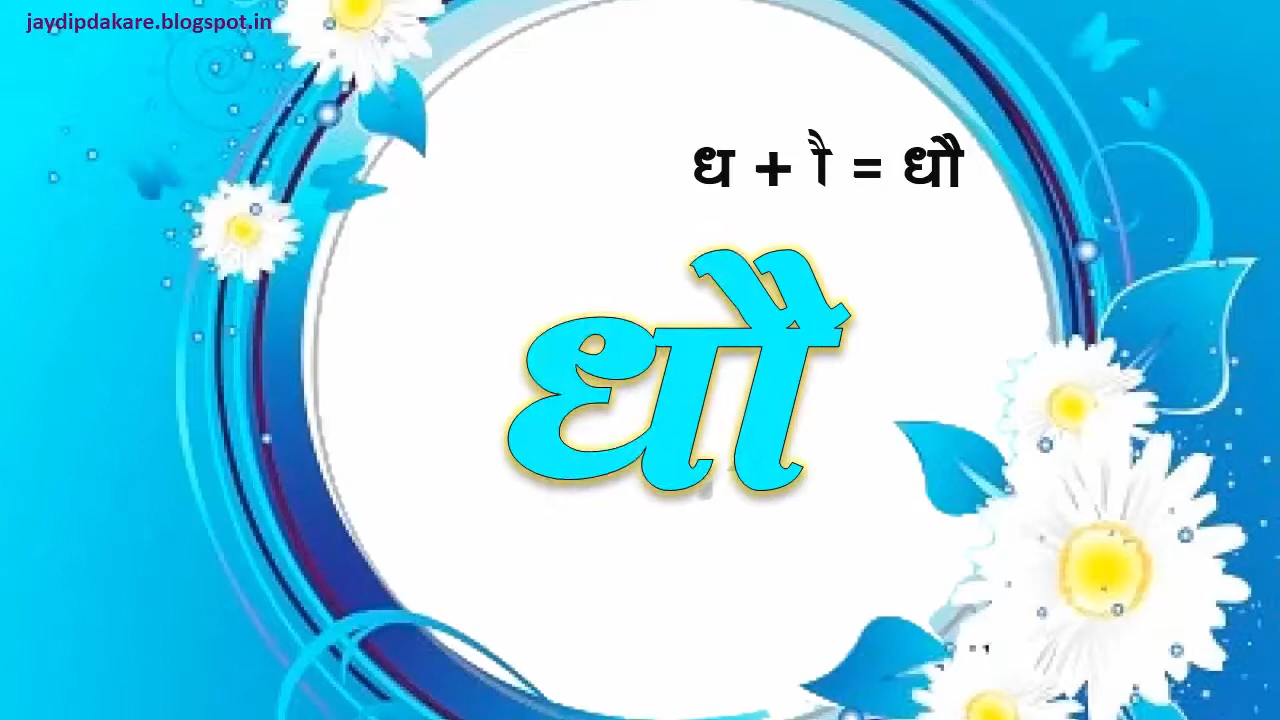 jaydipdakare.blogspot.in
ध + ौ = धौ
धौ